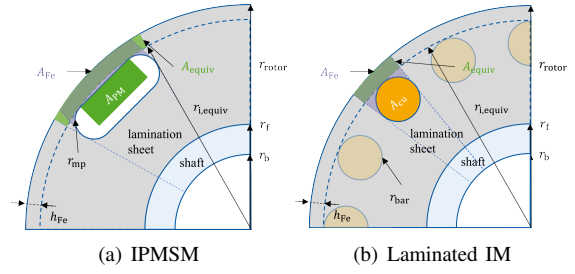 A_Fe
A_equiv
A_PM
r_rotor
r_i,equiv
lamination
sheet
r_mp
shaft
r_f
r_b
h_Fe
(a) IPMSM
A_Fe
A_equiv
A_cu
r_rotor
r_i,equiv
lamination
sheet
shaft
r_f
r_b
r_bar
h_Fe
(b) Laminated IM